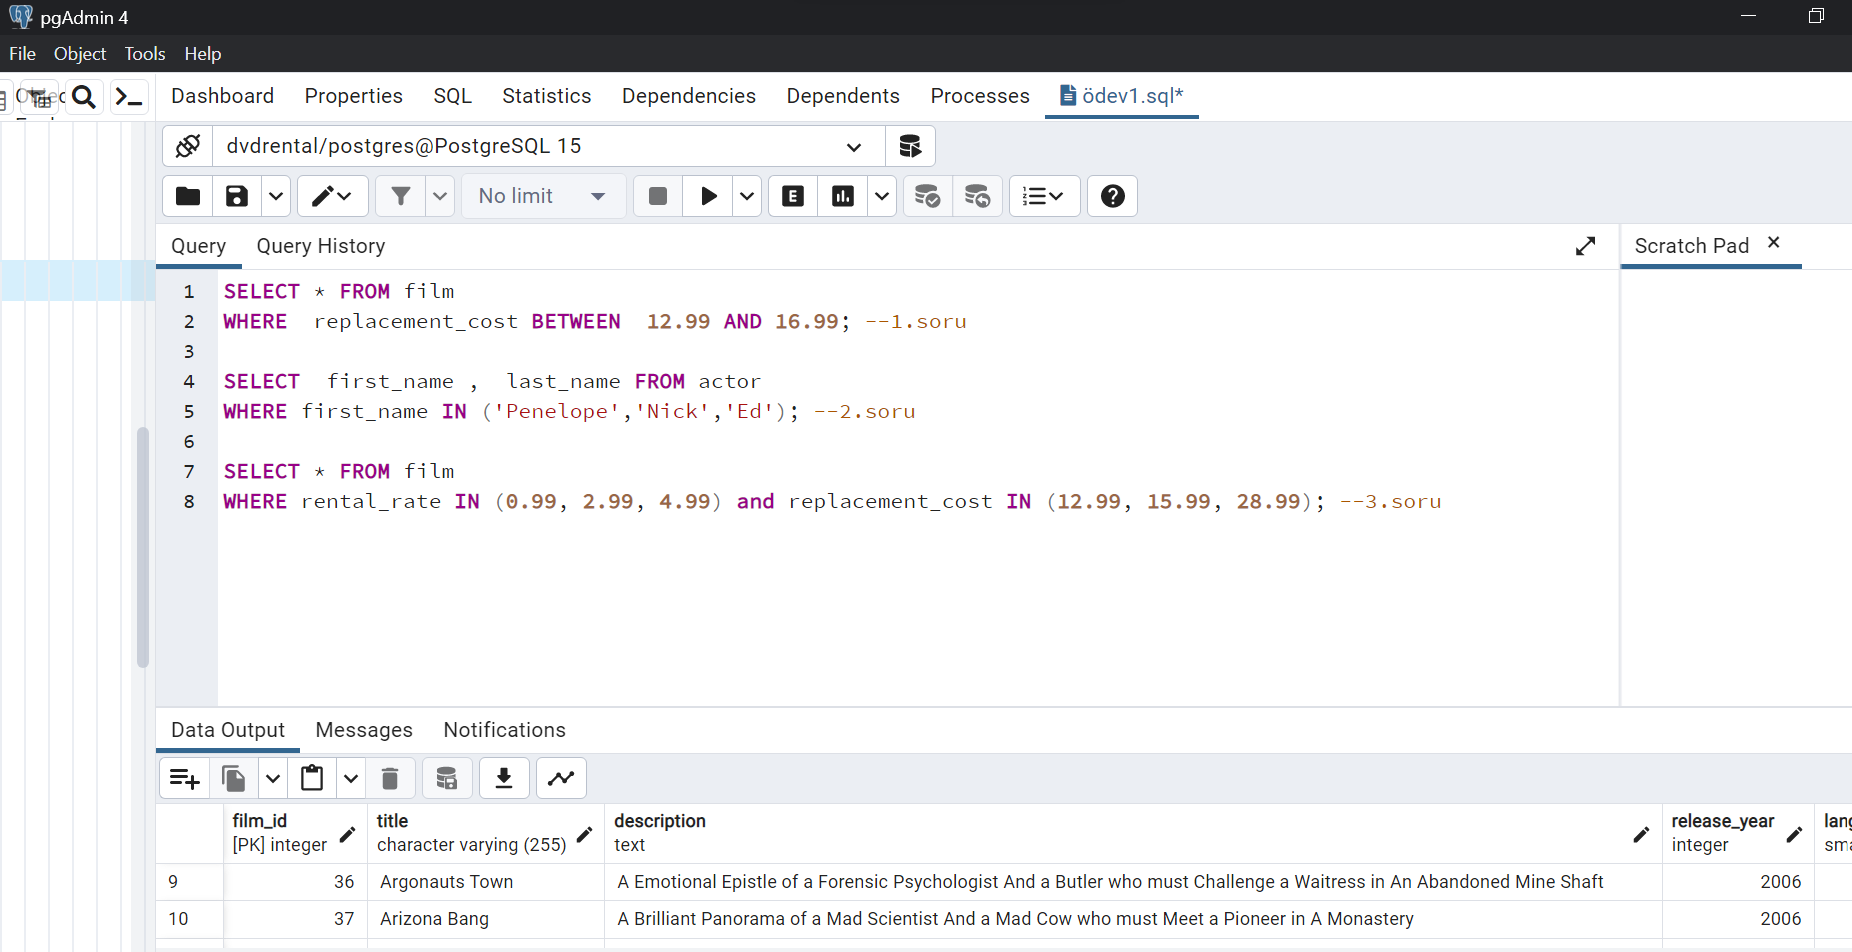 pgAdmin 4
File Object Tools Help
Dashboard Properties SQL Statistics Dependencies Dependents Processes ödev1.sql*
dvdrental/postgres@PostgreSQL 15
No limit
Query Query History Scratch Pad
1 SELECT * FROM film
2 WHERE replacement_cost BETWEEN 12.99 AND 16.99; --1.soru
3
4 SELECT first_name , last_name FROM actor
5 WHERE first_name IN ('Penelope','Nick','Ed'); --2.soru
6
7 SELECT * FROM film
8 WHERE rental_rate IN (0.99, 2.99, 4.99) and replacement_cost IN (12.99, 15.99, 28.99); --3.soru
Data Output Messages Notifications
film_id title description release_year lang
[PK] integer character varying (255) text integer sma
9 36 Argonauts Town A Emotional Epistle of a Forensic Psychologist And a Butler who must Challenge a Waitress in An Abandoned Mine Shaft 2006
10 37 Arizona Bang A Brilliant Panorama of a Mad Scientist And a Mad Cow who must Meet a Pioneer in A Monastery 2006